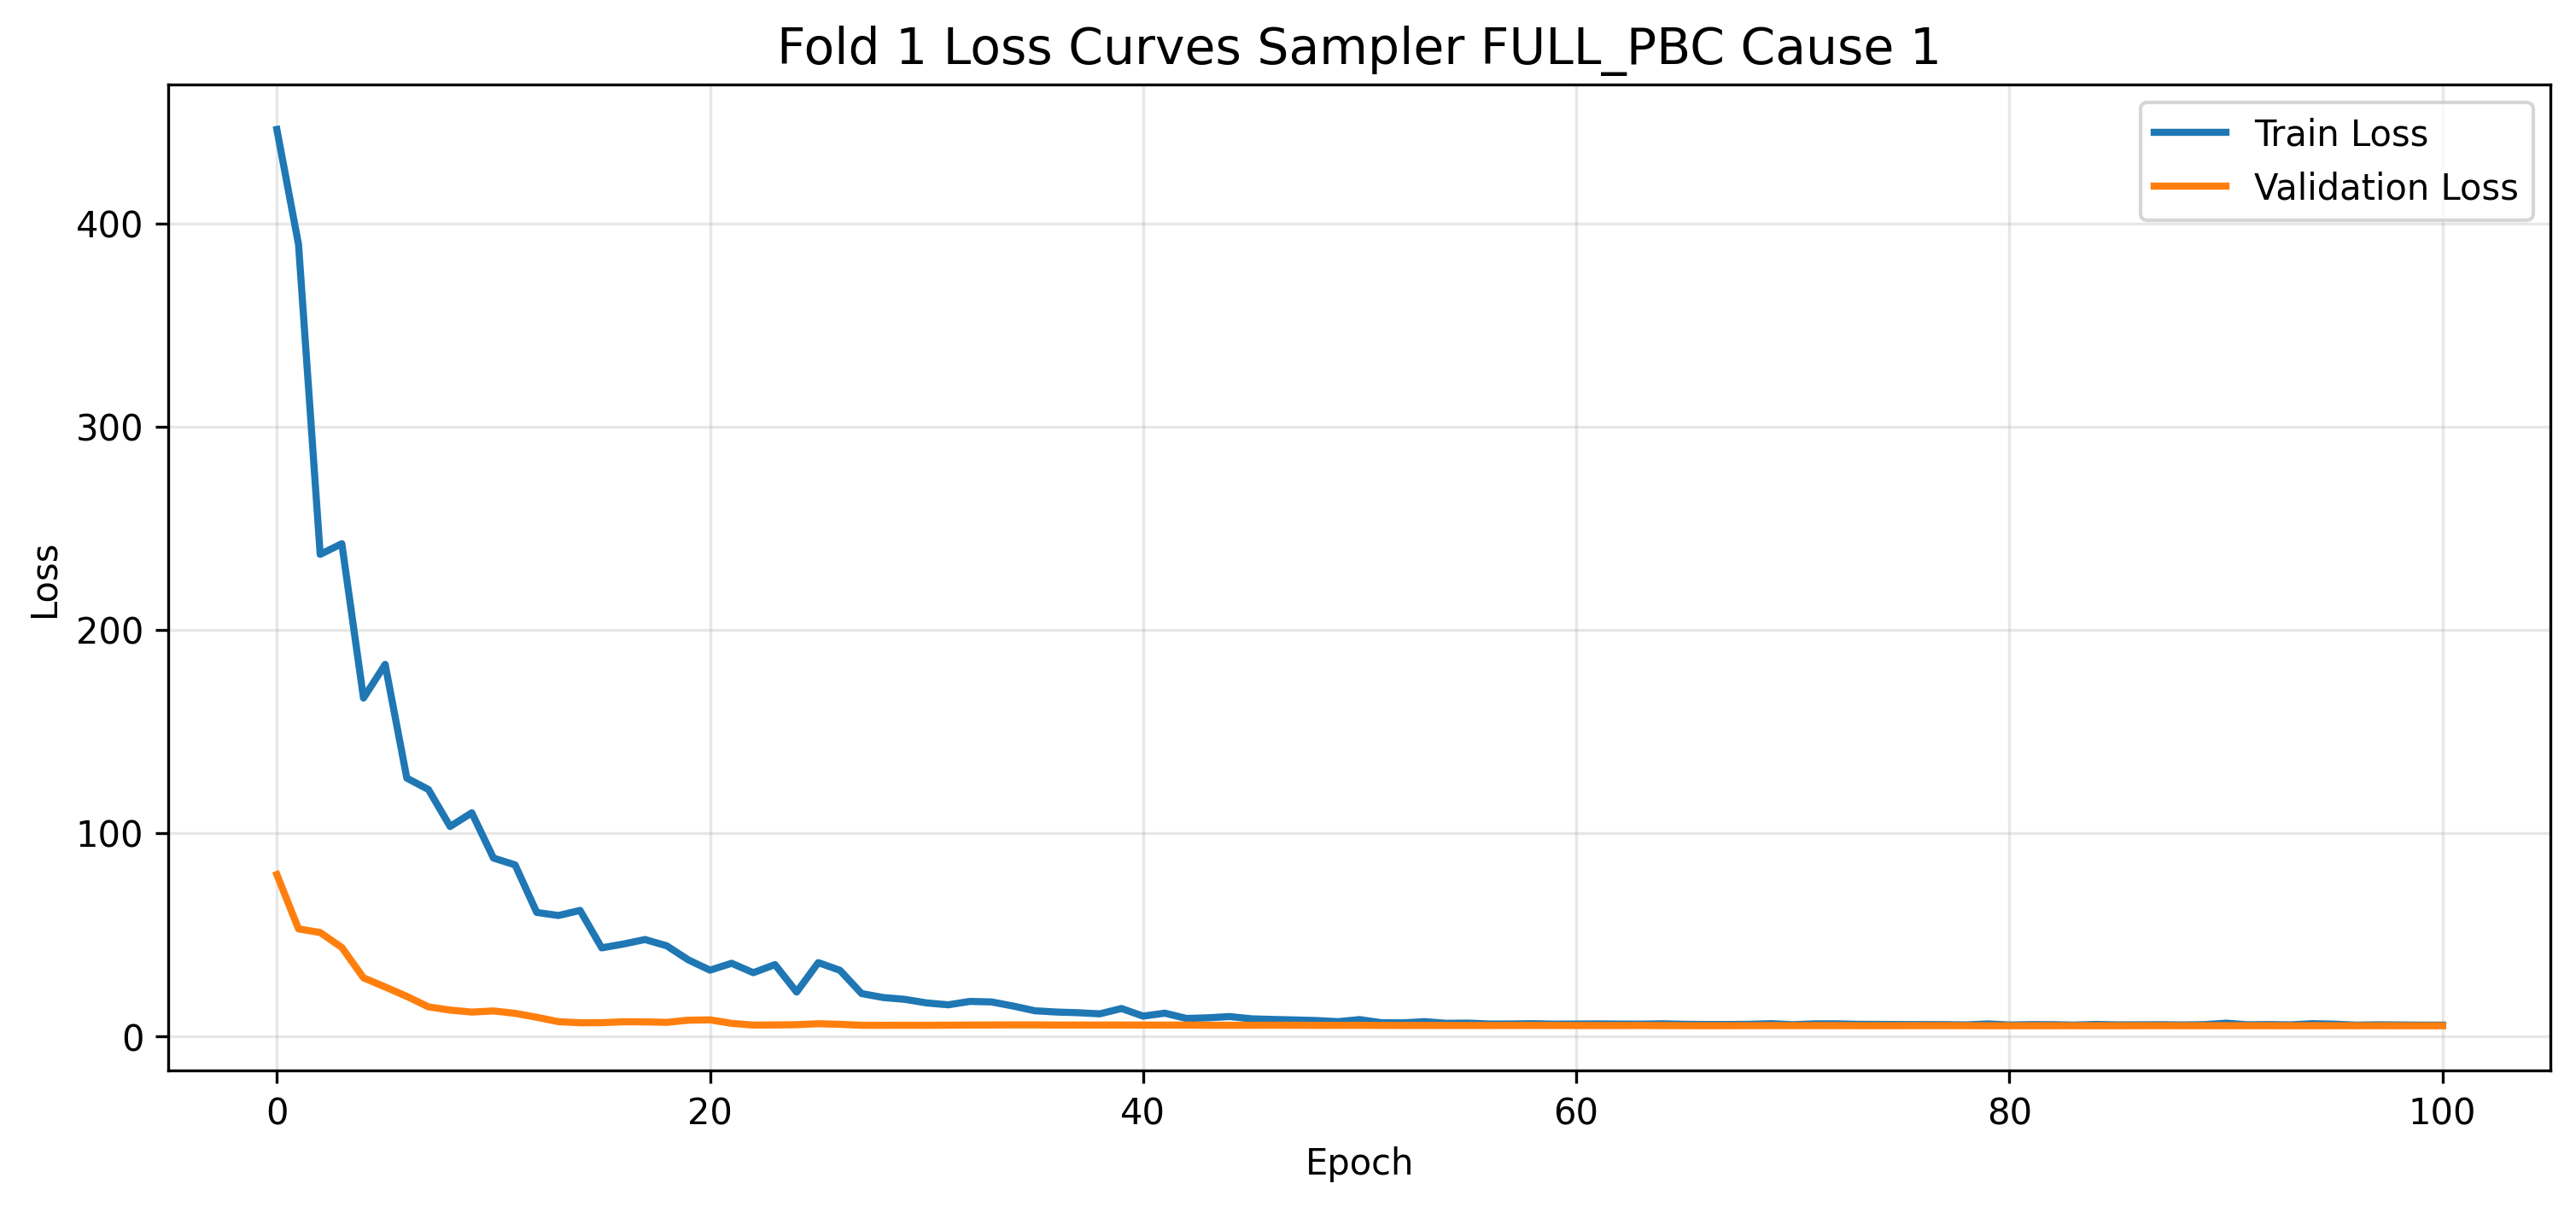 Fold 1 Loss Curves Sampler FULL_PBC Cause 1
Train Loss
Validation Loss
400
300
200
100
0
Loss
0 20 40 60 80 100
Epoch